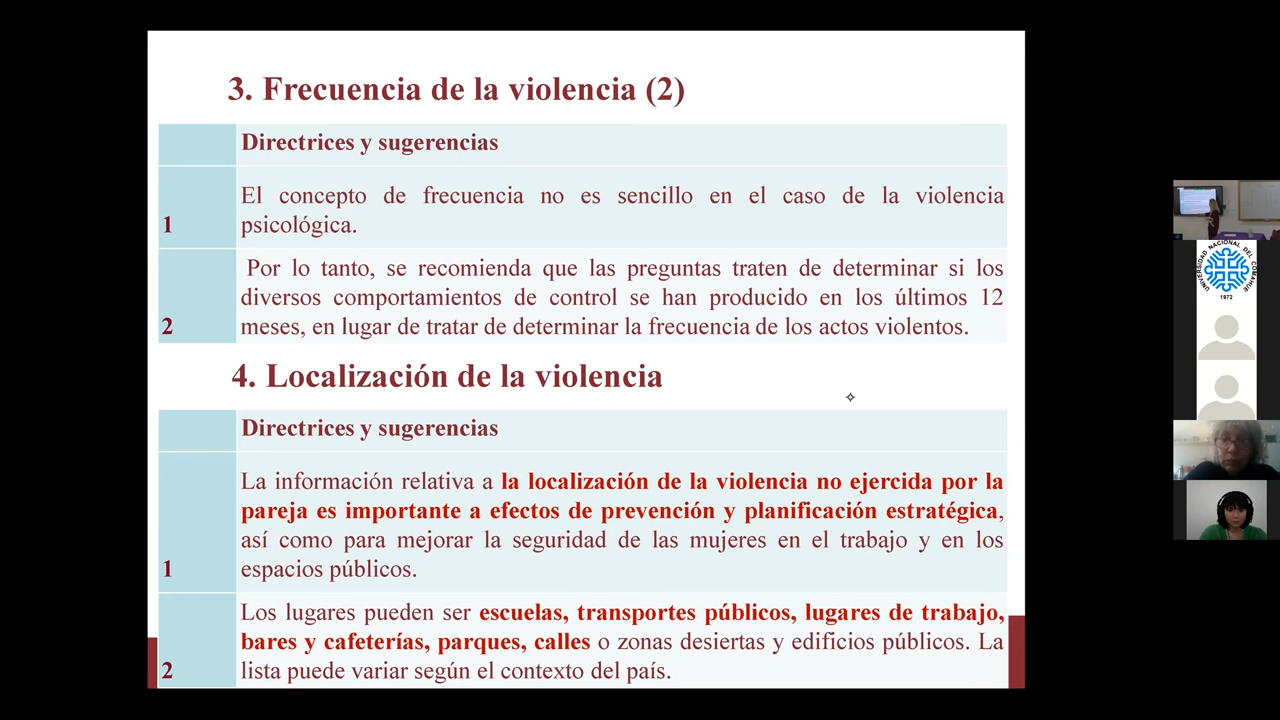 3. Frecuencia de la violencia (2)
Directrices y sugerencias
1
El concepto de frecuencia no es sencillo en el caso de la violencia
psicológica.
2
Por lo tanto, se recomienda que las preguntas traten de determinar si los
diversos comportamientos de control se han producido en los últimos 12
meses, en lugar de tratar de determinar la frecuencia de los actos violentos.
4. Localización de la violencia
Directrices y sugerencias
1
La información relativa a la localización de la violencia no ejercida por la
pareja es importante a efectos de prevención y planificación estratégica,
así como para mejorar la seguridad de las mujeres en el trabajo y en los
espacios públicos.
2
Los lugares pueden ser escuelas, transportes públicos, lugares de trabajo,
bares y cafeterías, parques, calles o zonas desiertas y edificios públicos. La
lista puede variar según el contexto del país.
UNIVERSIDAD NACIONAL DEL COMAHUE
1972